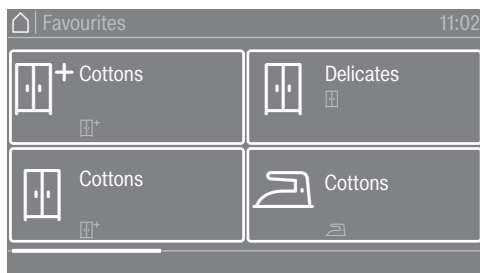 Favourites 11:02
+ Cottons
Delicates
+
Cottons
Cottons
+